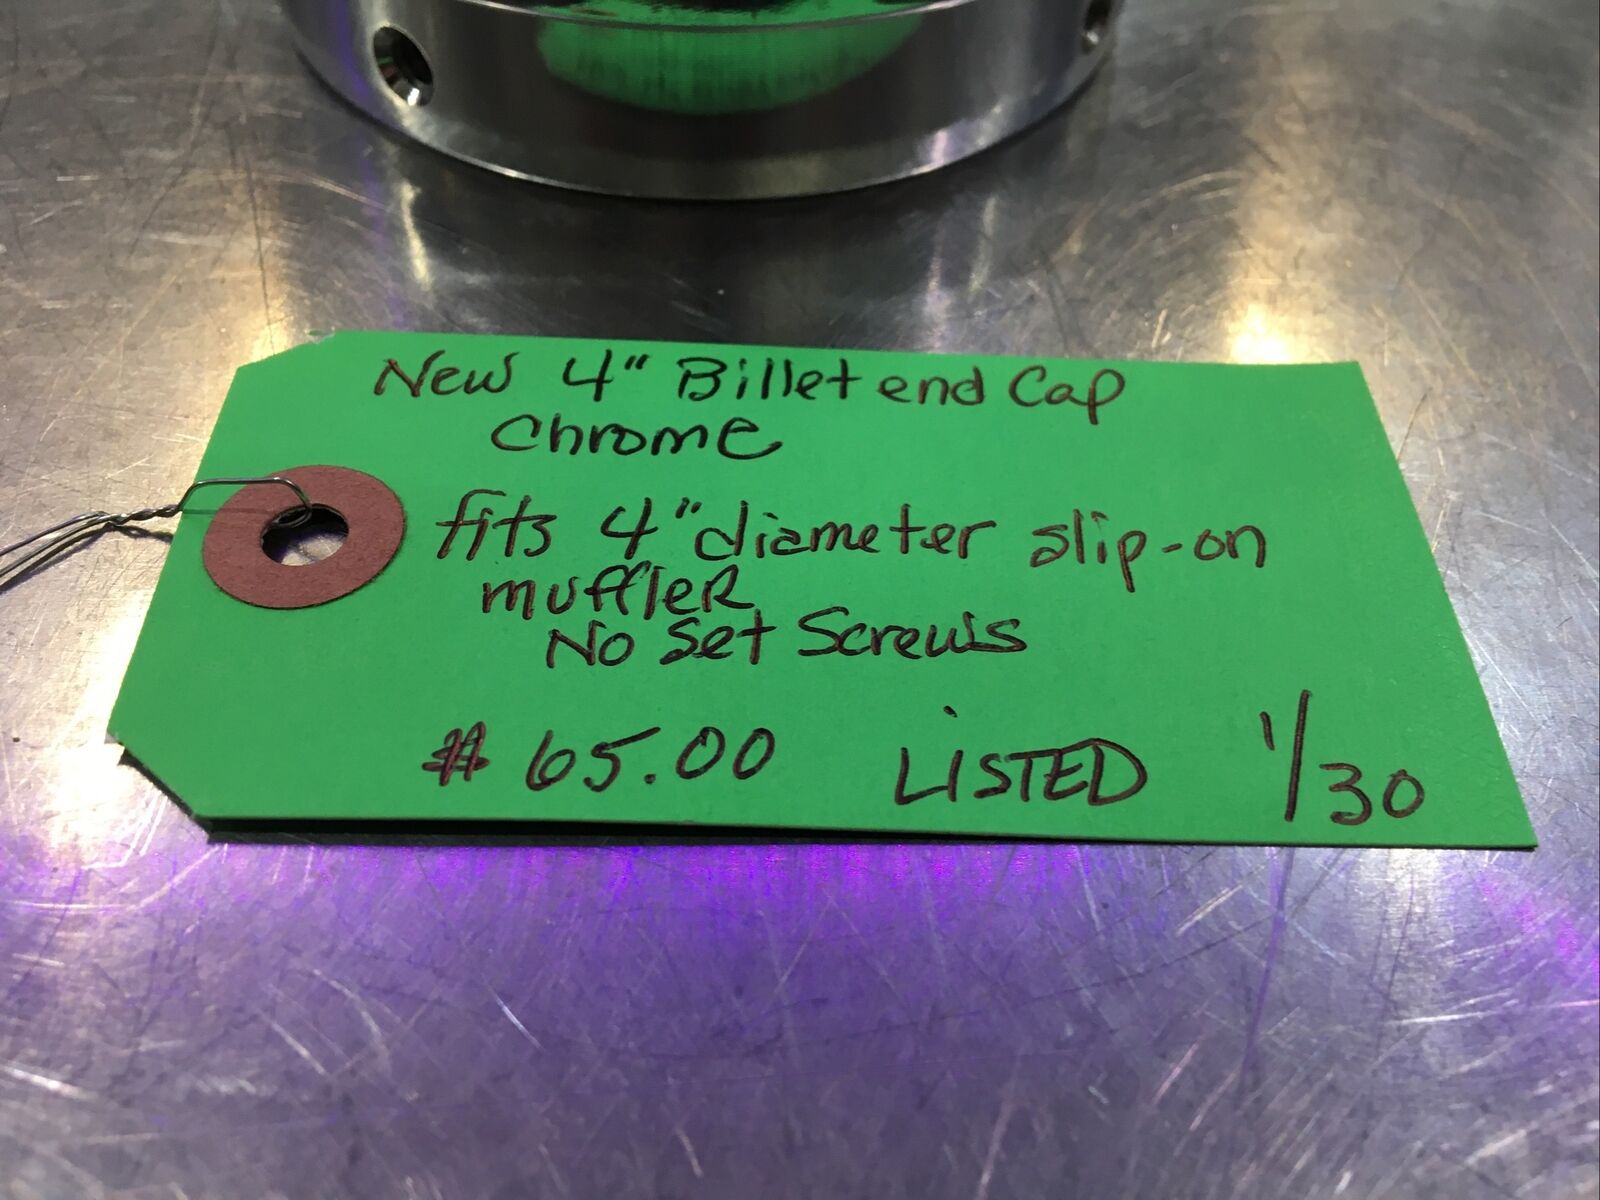 New 4" Billet end Cap
Chrome
fits 4" diameter slip-on
muffler
No Set Screws
$ 65.00 LISTED 1/30